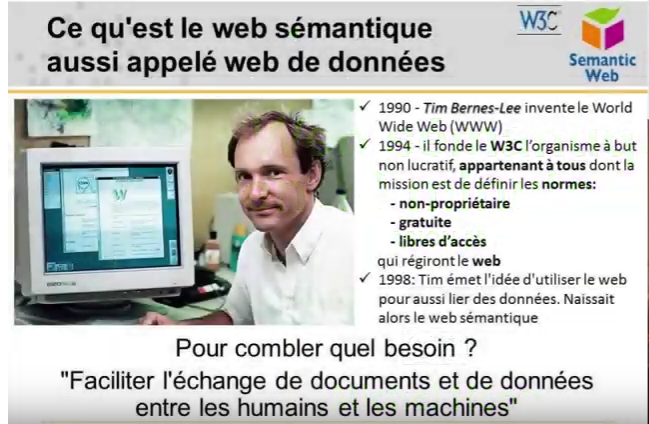 Ce qu'est le web sémantique
aussi appelé web de données
W3C
Semantic
Web
✓ 1990 - Tim Bernes-Lee invente le World
Wide Web (WWW)
✓ 1994 - il fonde le W3C l'organisme à but
non lucratif, appartenant à tous dont la
mission est de définir les normes:
- non-propriétaire
- gratuite
- libres d'accès
qui régiront le web
✓ 1998: Tim émet l'idée d'utiliser le web
pour aussi lier des données. Naissait
alors le web sémantique
Pour combler quel besoin ?
"Faciliter l'échange de documents et de données
entre les humains et les machines"